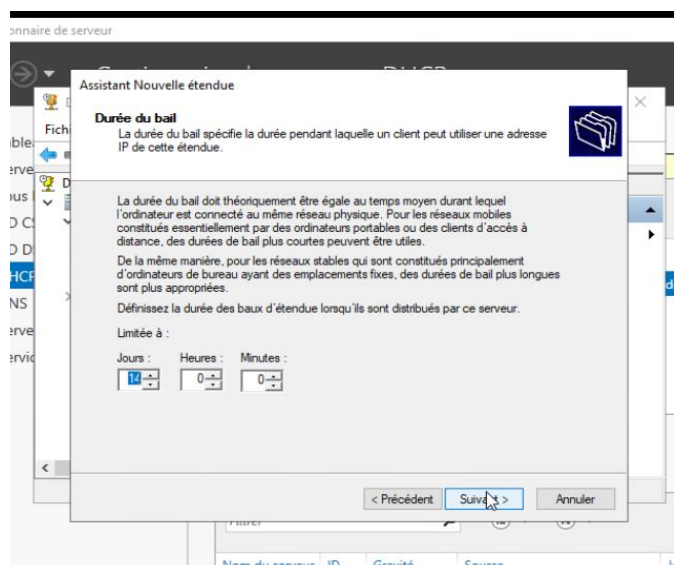 onnaire de serveur
Assistant Nouvelle étendue
Durée du bail
La durée du bail spécifie la durée pendant laquelle un client peut utiliser une adresse
IP de cette étendue.
Fichi
La durée du bail doit théoriquement être égale au temps moyen durant lequel
l'ordinateur est connecté au même réseau physique. Pour les réseaux mobiles
constitués essentiellement par des ordinateurs portables ou des clients d'accès à
distance, des durées de bail plus courtes peuvent être utiles.
De la même manière, pour les réseaux stables qui sont constitués principalement
d'ordinateurs de bureau ayant des emplacements fixes, des durées de bail plus longues
sont plus appropriées.
Définissez la durée des baux d'étendue lorsqu'ils sont distribués par ce serveur.
Limitée à :
Jours : Heures : Minutes :
14 0 0
< Précédent Suivant > Annuler
Nom du serveur ID Gravité Source